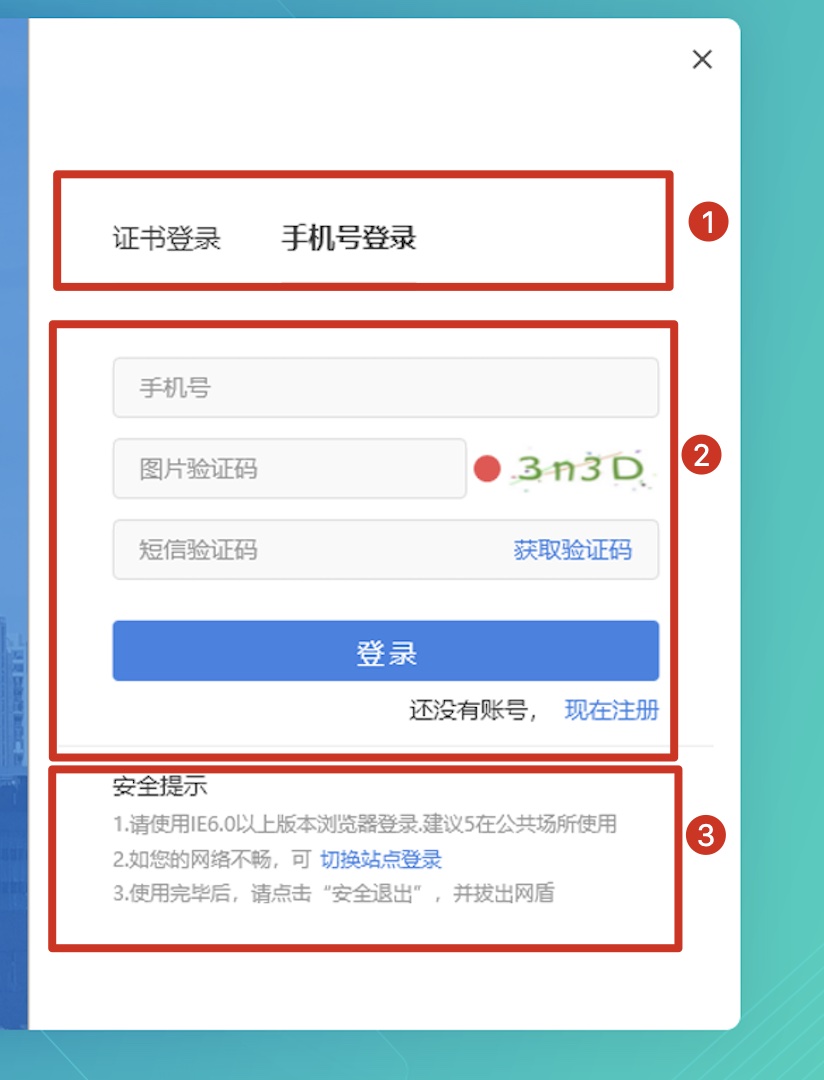 证书登录 手机号登录
1
手机号
图片验证码 3n3D
2
短信验证码 获取验证码
登录
还没有账号， 现在注册
安全提示
1.请使用IE6.0以上版本浏览器登录.建议5在公共场所使用
3
2.如您的网络不畅，可 切换站点登录
3.使用完毕后，请点击“安全退出”，并拔出网盾